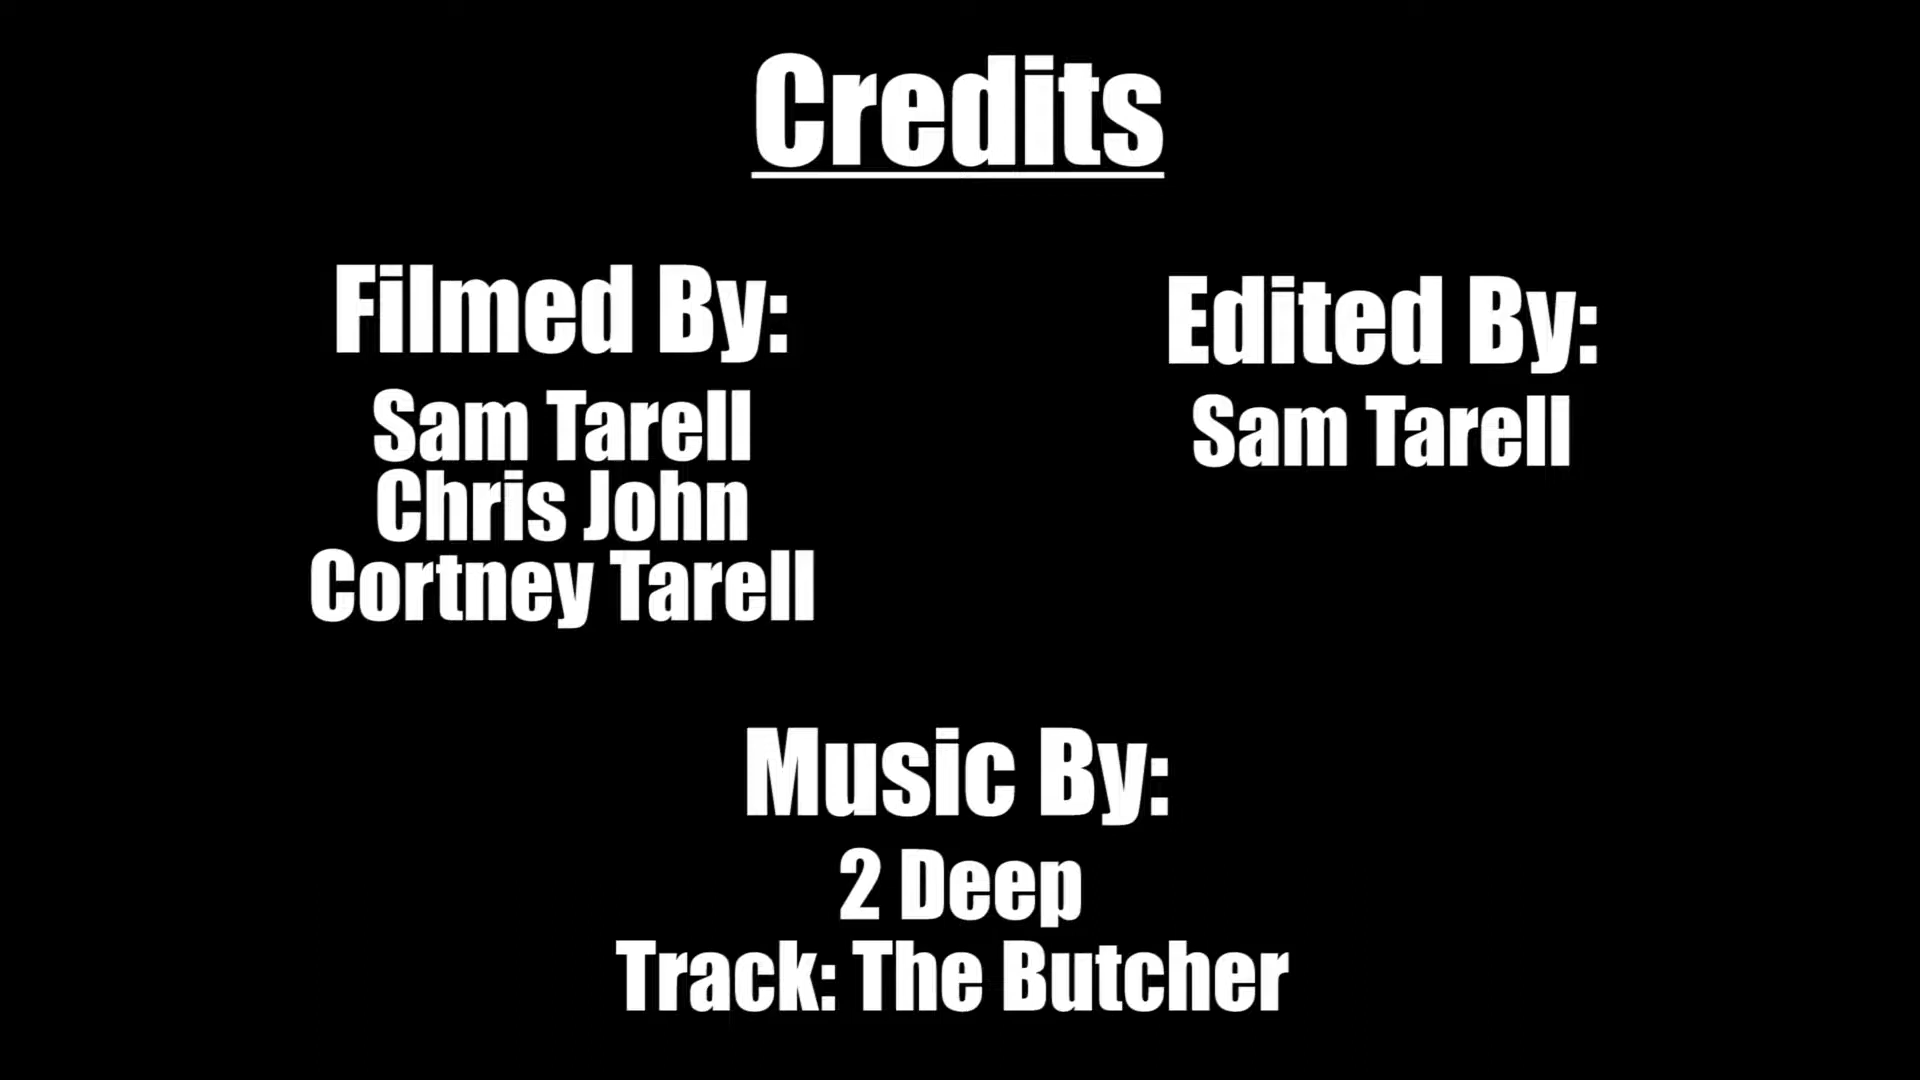 Credits
Filmed By:
Sam Tarell
Chris John
Cortney Tarell
Edited By:
Sam Tarell
Music By:
2 Deep
Track: The Butcher